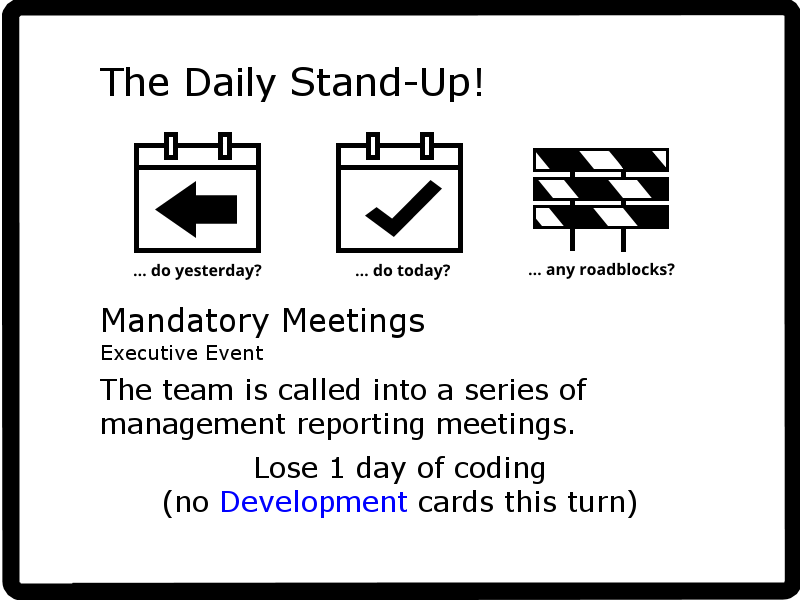 The Daily Stand-Up!
... do yesterday?
... do today?
... any roadblocks?
Mandatory Meetings
Executive Event
The team is called into a series of
management reporting meetings.
Lose 1 day of coding
(no Development cards this turn)